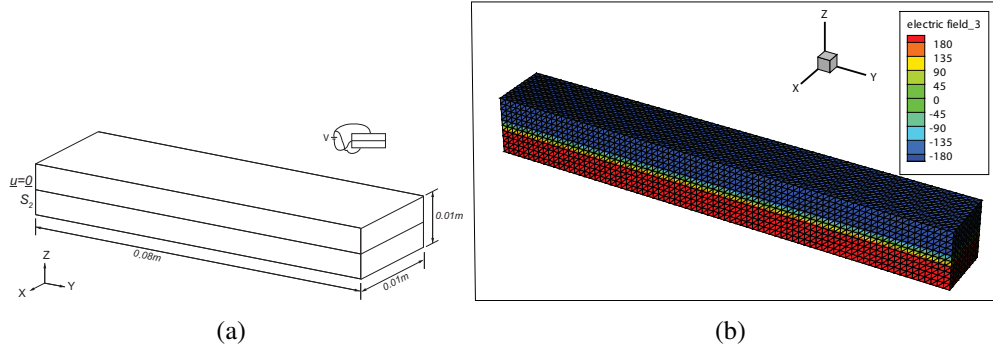 V
u=0
S2
0.01m
0.08m
0.01m
Z
X
Y
(a)
Z
X
Y
electric field_3
180
135
90
45
0
-45
-90
-135
-180
(b)